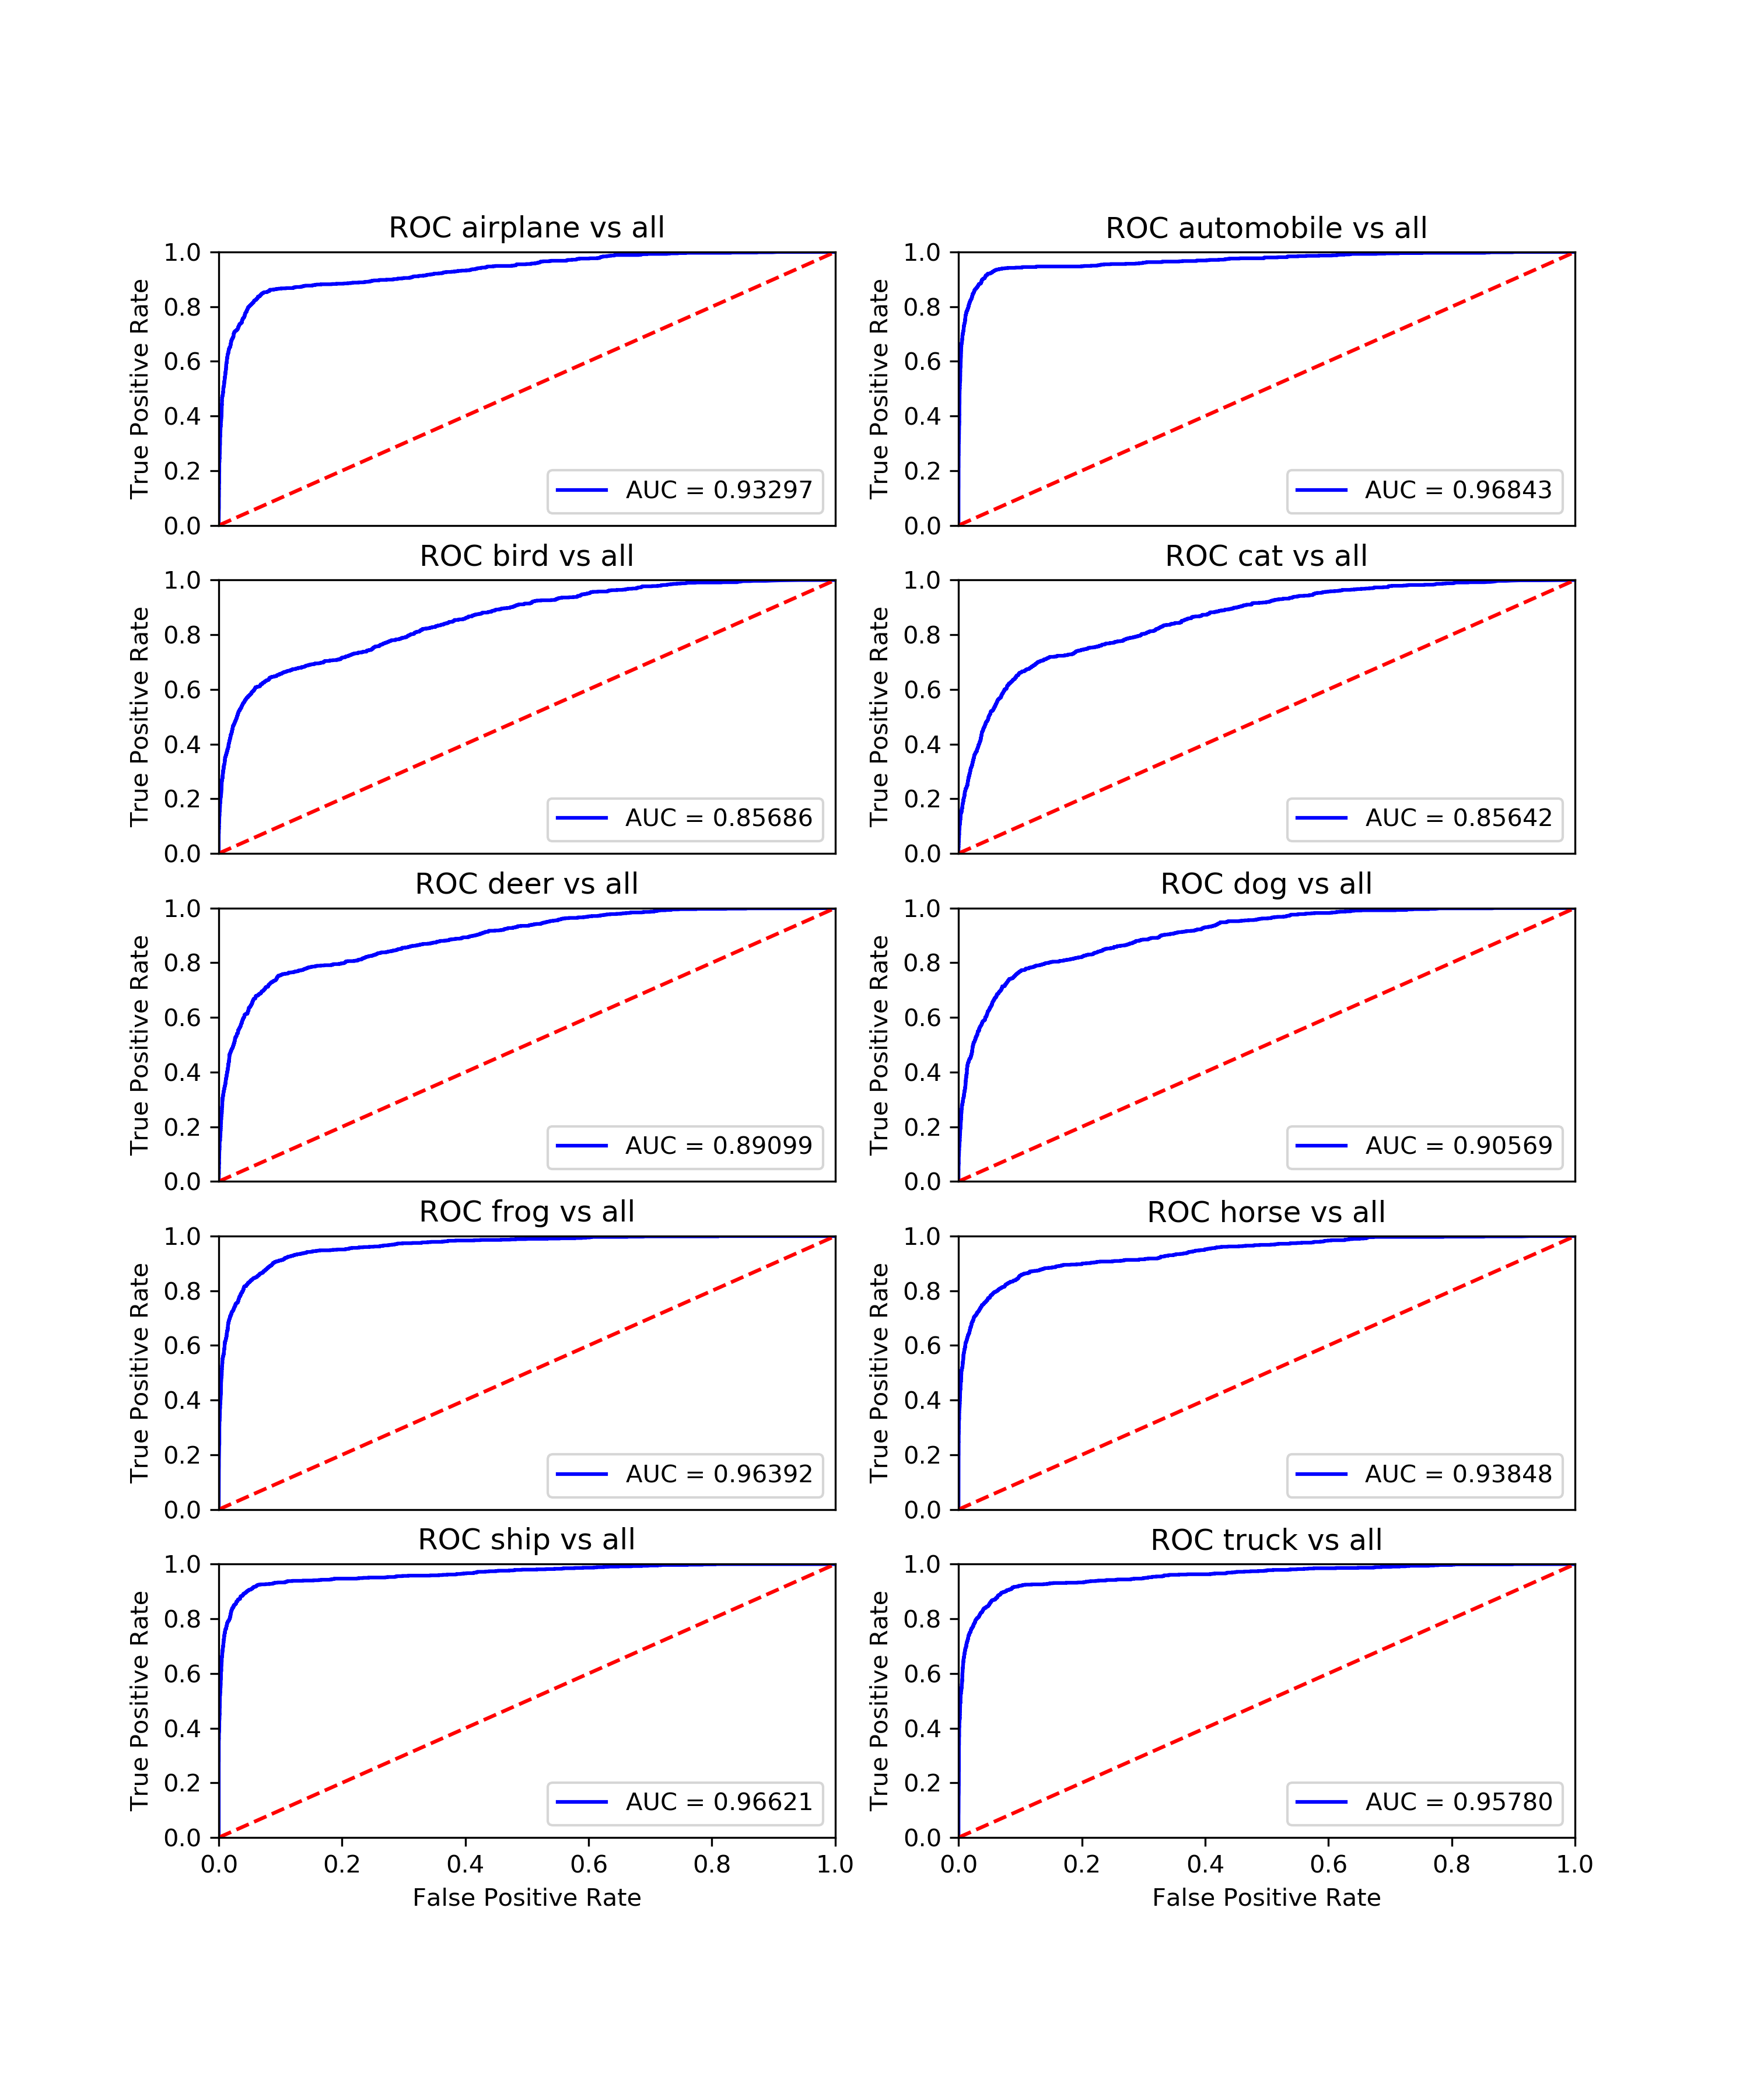 ROC airplane vs all
True Positive Rate
1.0
0.8
0.6
0.4
0.2
0.0
AUC = 0.93297
ROC automobile vs all
True Positive Rate
1.0
0.8
0.6
0.4
0.2
0.0
AUC = 0.96843
ROC bird vs all
True Positive Rate
1.0
0.8
0.6
0.4
0.2
0.0
AUC = 0.85686
ROC cat vs all
True Positive Rate
1.0
0.8
0.6
0.4
0.2
0.0
AUC = 0.85642
ROC deer vs all
True Positive Rate
1.0
0.8
0.6
0.4
0.2
0.0
AUC = 0.89099
ROC dog vs all
True Positive Rate
1.0
0.8
0.6
0.4
0.2
0.0
AUC = 0.90569
ROC frog vs all
True Positive Rate
1.0
0.8
0.6
0.4
0.2
0.0
AUC = 0.96392
ROC horse vs all
True Positive Rate
1.0
0.8
0.6
0.4
0.2
0.0
AUC = 0.93848
ROC ship vs all
True Positive Rate
1.0
0.8
0.6
0.4
0.2
0.0
AUC = 0.96621
0.0 0.2 0.4 0.6 0.8 1.0
False Positive Rate
ROC truck vs all
True Positive Rate
1.0
0.8
0.6
0.4
0.2
0.0
AUC = 0.95780
0.0 0.2 0.4 0.6 0.8 1.0
False Positive Rate